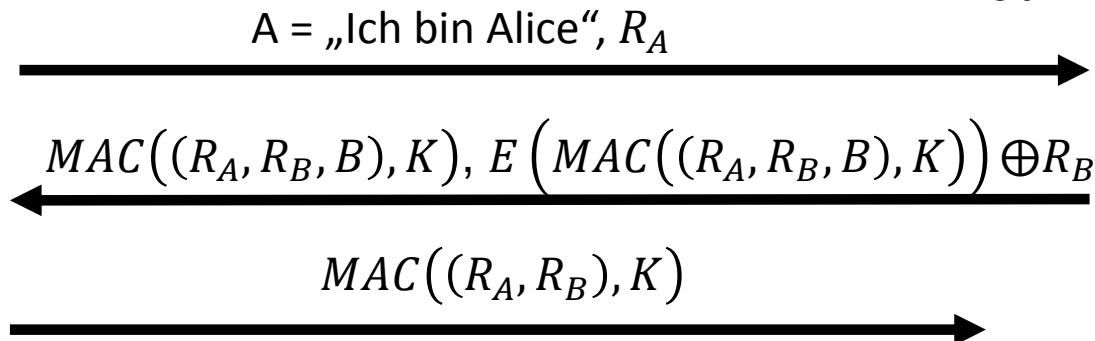 A = „Ich bin Alice“, R_A
MAC((R_A, R_B, B), K), E(MAC((R_A, R_B, B), K))⊕R_B
MAC((R_A, R_B), K)